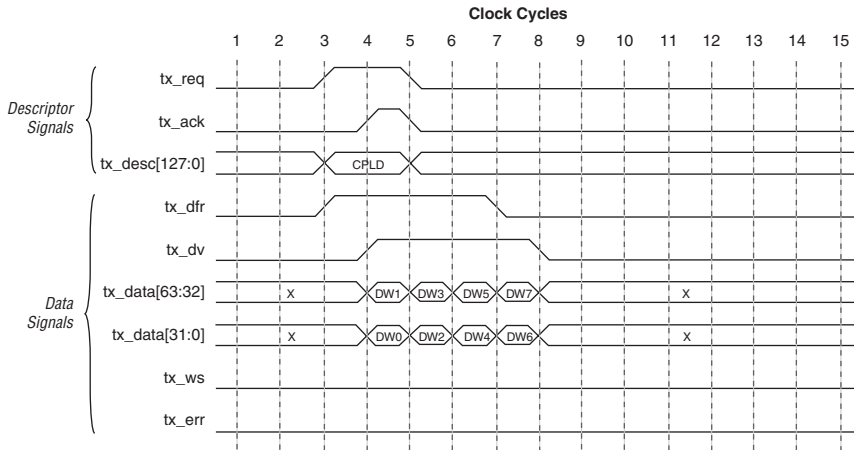 Clock Cycles
1 2 3 4 5 6 7 8 9 10 11 12 13 14 15
Descriptor
Signals
tx_req
tx_ack
tx_desc[127:0] CPLD
Data
Signals
tx_dfr
tx_dv
tx_data[63:32] X DW1 DW3 DW5 DW7 X
tx_data[31:0] X DW0 DW2 DW4 DW6 X
tx_ws
tx_err